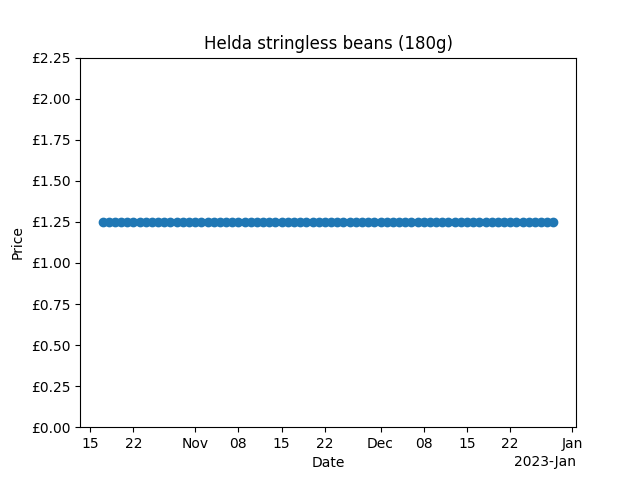 Helda stringless beans (180g)
£2.25
£2.00
£1.75
£1.50
£1.25
£1.00
£0.75
£0.50
£0.25
£0.00
Price
15 22 Nov 08 15 22 Dec 08 15 22 Jan
Date
2023-Jan